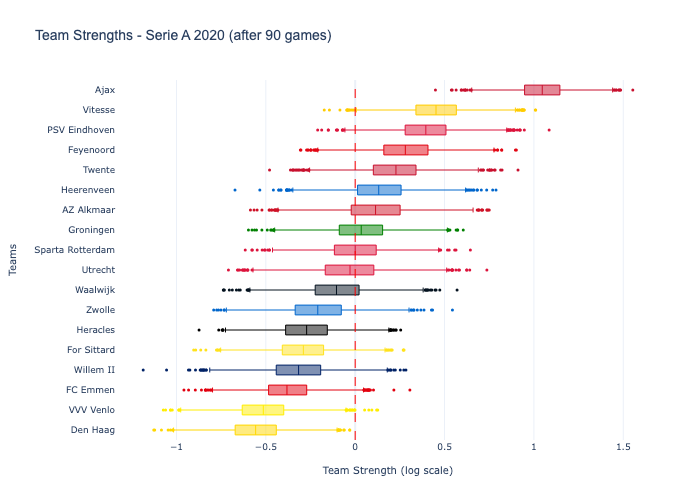 Team Strengths - Serie A 2020 (after 90 games)
Ajax
Vitesse
PSV Eindhoven
Feyenoord
Twente
Heerenveen
AZ Alkmaar
Groningen
Sparta Rotterdam
Utrecht
Waalwijk
Zwolle
Heracles
For Sittard
Willem II
FC Emmen
VVV Venlo
Den Haag
Teams
−1 −0.5 0 0.5 1 1.5
Team Strength (log scale)